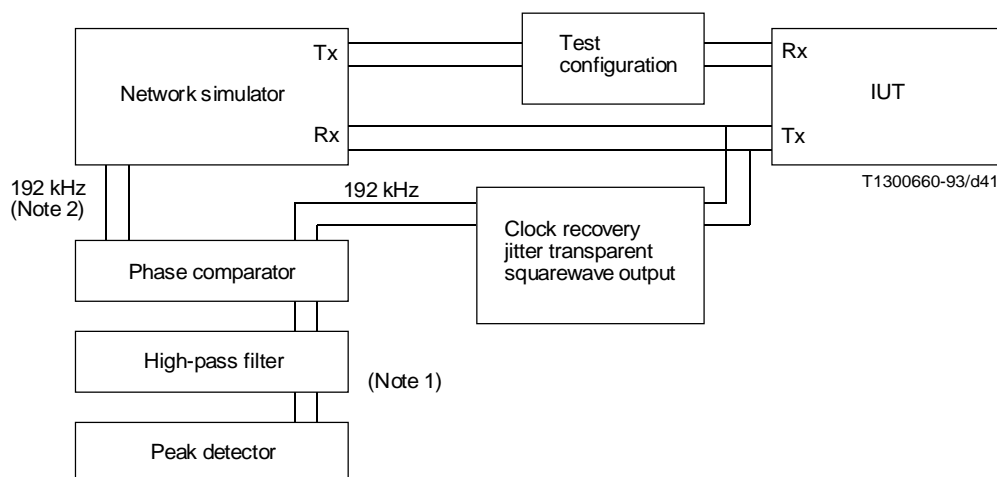 Tx
Test
configuration
Rx
Network simulator
IUT
Rx
Tx
T1300660-93/d41
192 kHz
(Note 2)
192 kHz
Clock recovery
jitter transparent
squarewave output
Phase comparator
High-pass filter
(Note 1)
Peak detector